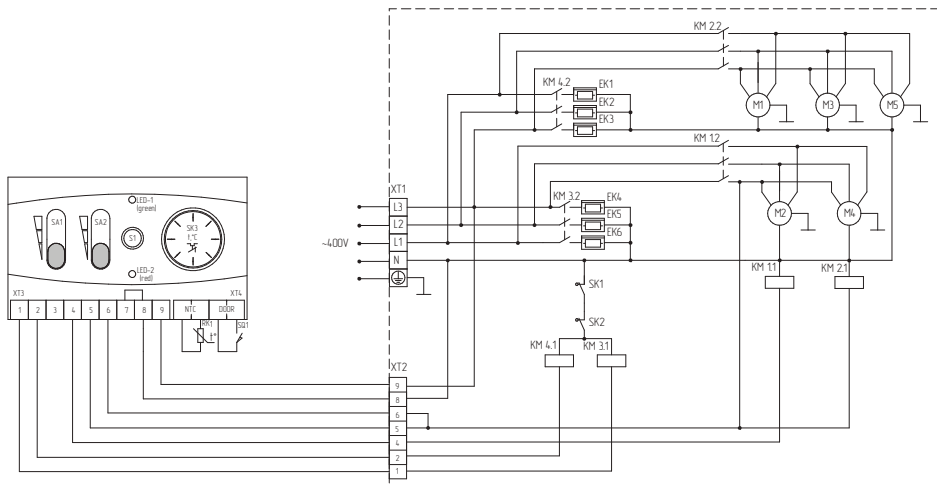 KM 2.2
M1
M3
M5
KM 4.2
EK1
EK2
EK3
KM 1.2
M2
M4
KM 3.2
EK4
EK5
EK6
XT1
L3
L2
L1
N
~400V
KM 1.1
KM 2.1
SK1
SK2
KM 4.1
KM 3.1
LED-1
(green)
SA1
SA2
S1
SK3
t,°C
LED-2
(red)
XT3
XT4
1 2 3 4 5 6 7 8 9 NTC DOOR
RK1
t°
SQ1
XT2
9
8
6
5
4
2
1